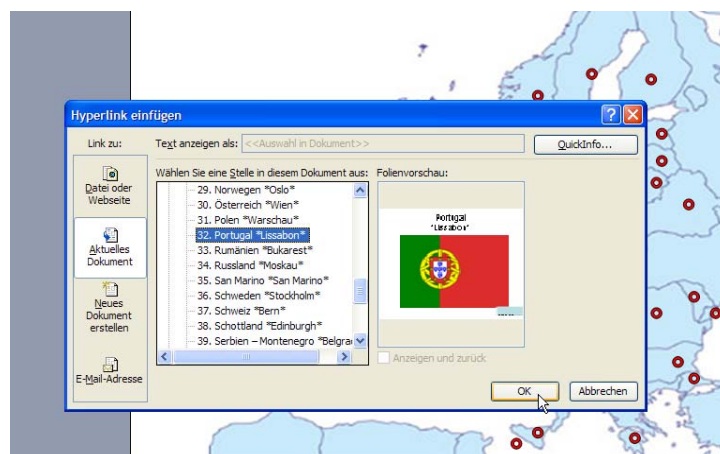 Hyperlink einfügen
Link zu:
Text anzeigen als:
<<Auswahl in Dokument>>
QuickInfo...
Datei oder
Webseite
Aktuelles
Dokument
Neues
Dokument
erstellen
E-Mail-Adresse
Wählen Sie eine Stelle in diesem Dokument aus:
29. Norwegen *Oslo*
30. Österreich *Wien*
31. Polen *Warschau*
32. Portugal *Lissabon*
33. Rumänien *Bukarest*
34. Russland *Moskau*
35. San Marino *San Marino*
36. Schweden *Stockholm*
37. Schweiz *Bern*
38. Schottland *Edinburgh*
39. Serbien – Montenegro *Belgra
Folienvorschau:
Portugal
*Lissabon*
Anzeigen und zurück
OK
Abbrechen